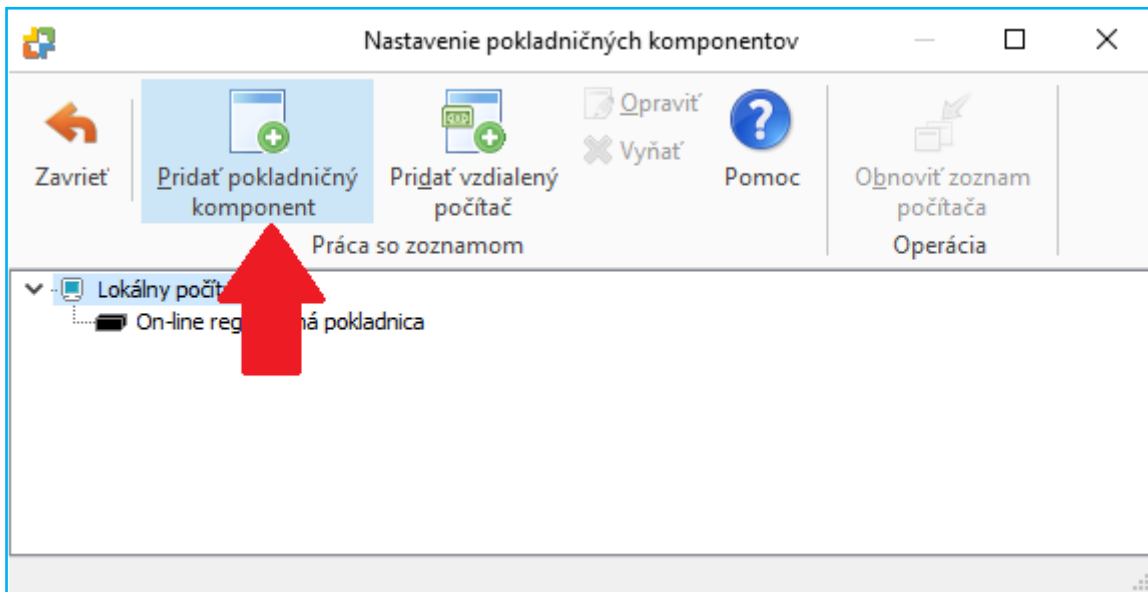 Nastavenie pokladničných komponentov
Zavrieť
Pridať pokladničný
komponent
Pridať vzdialený
počítač
Opraviť
Vyňať
Pomoc
Práca so zoznamom
Obnoviť zoznam
počítača
Operácia
Lokálny
On-line pokladnica